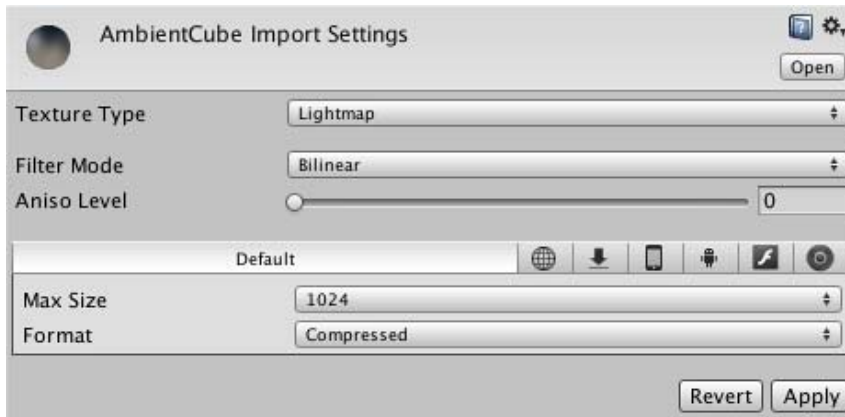 AmbientCube Import Settings
Open
Texture Type Lightmap
Filter Mode Bilinear
Aniso Level 0
Default
Max Size 1024
Format Compressed
Revert Apply